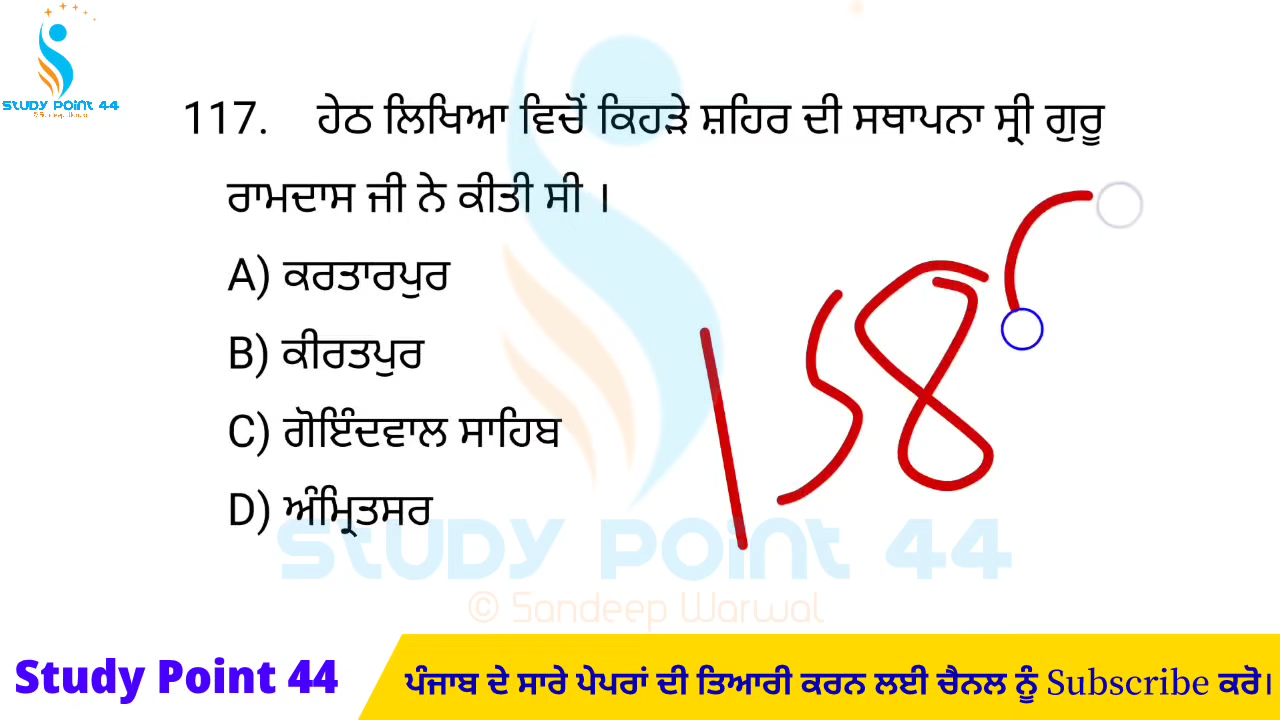 STUDY POINT 44
117. ਹੇਠ ਲਿਖਿਆ ਵਿਚੋਂ ਕਿਹੜੇ ਸ਼ਹਿਰ ਦੀ ਸਥਾਪਨਾ ਸ੍ਰੀ ਗੁਰੂ
ਰਾਮਦਾਸ ਜੀ ਨੇ ਕੀਤੀ ਸੀ ।
A) ਕਰਤਾਰਪੁਰ
B) ਕੀਰਤਪੁਰ
C) ਗੋਇੰਦਵਾਲ ਸਾਹਿਬ
D) ਅੰਮ੍ਰਿਤਸਰ
158
STUDY POINT 44
© Sandeep Warwal
Study Point 44
ਪੰਜਾਬ ਦੇ ਸਾਰੇ ਪੇਪਰਾਂ ਦੀ ਤਿਆਰੀ ਕਰਨ ਲਈ ਚੈਨਲ ਨੂੰ Subscribe ਕਰੋ।